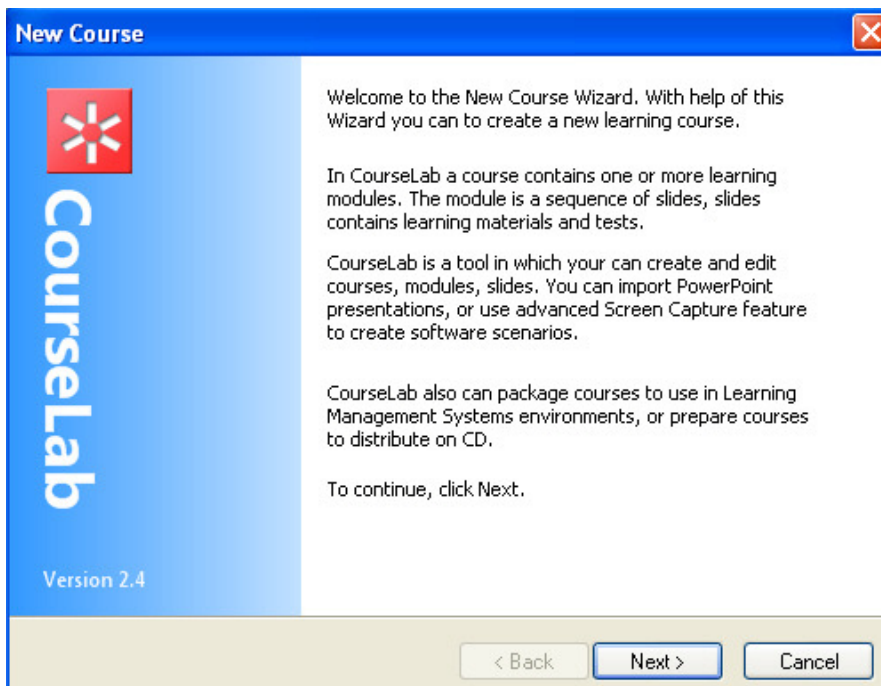 New Course
CourseLab
Version 2.4
Welcome to the New Course Wizard. With help of this
Wizard you can to create a new learning course.
In CourseLab a course contains one or more learning
modules. The module is a sequence of slides, slides
contains learning materials and tests.
CourseLab is a tool in which your can create and edit
courses, modules, slides. You can import PowerPoint
presentations, or use advanced Screen Capture feature
to create software scenarios.
CourseLab also can package courses to use in Learning
Management Systems environments, or prepare courses
to distribute on CD.
To continue, click Next.
< Back
Next >
Cancel